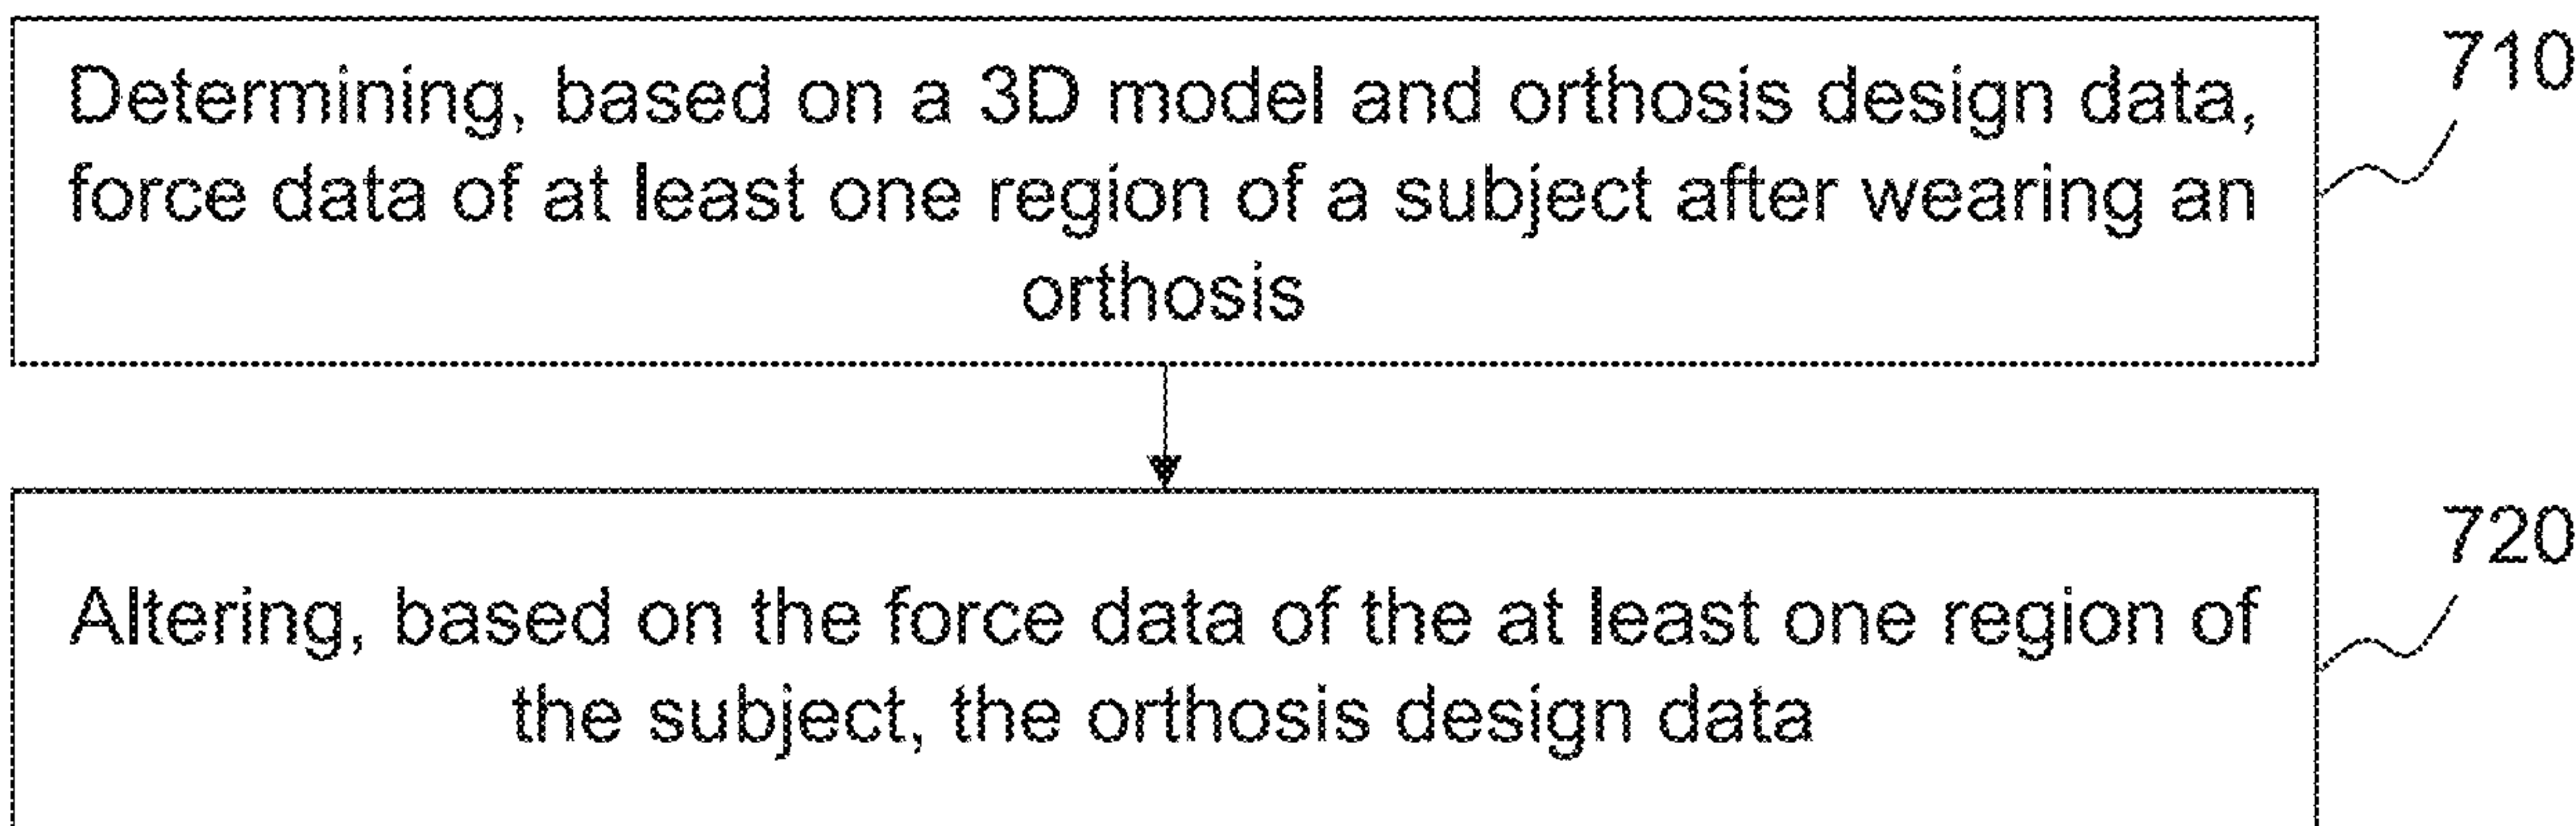 Determining, based on a 3D model and orthosis design data,
force data of at least one region of a subject after wearing an
orthosis
710
Altering, based on the force data of the at least one region of
the subject, the orthosis design data
720